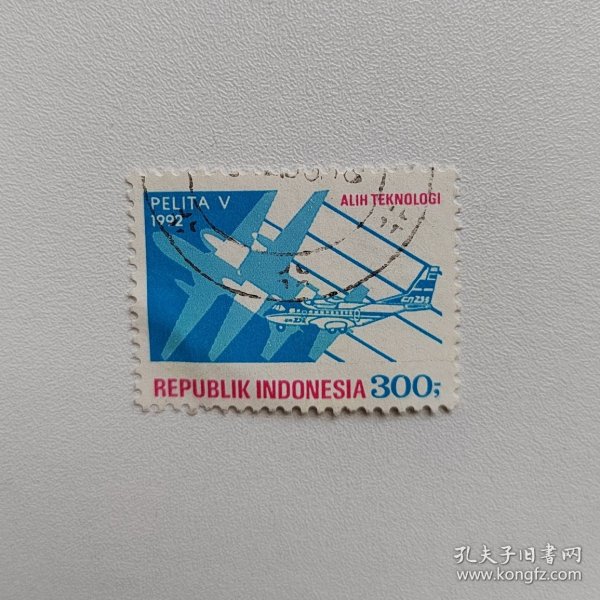 PELITA V
1992
ALIH TEKNOLOGI
CN 235
REPUBLIK INDONESIA 300;
孔夫子旧书网
www.kongfz.com